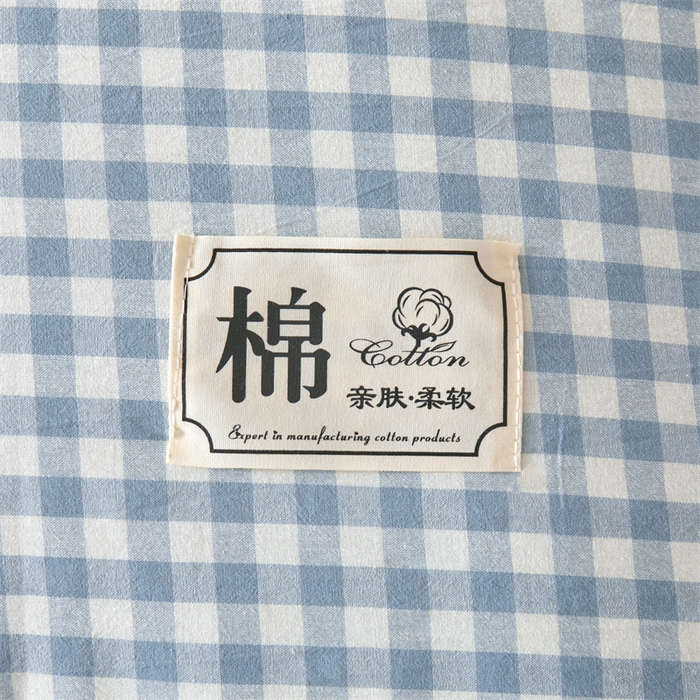 棉
Cotton
亲肤·柔软
Expert in manufacturing cotton products